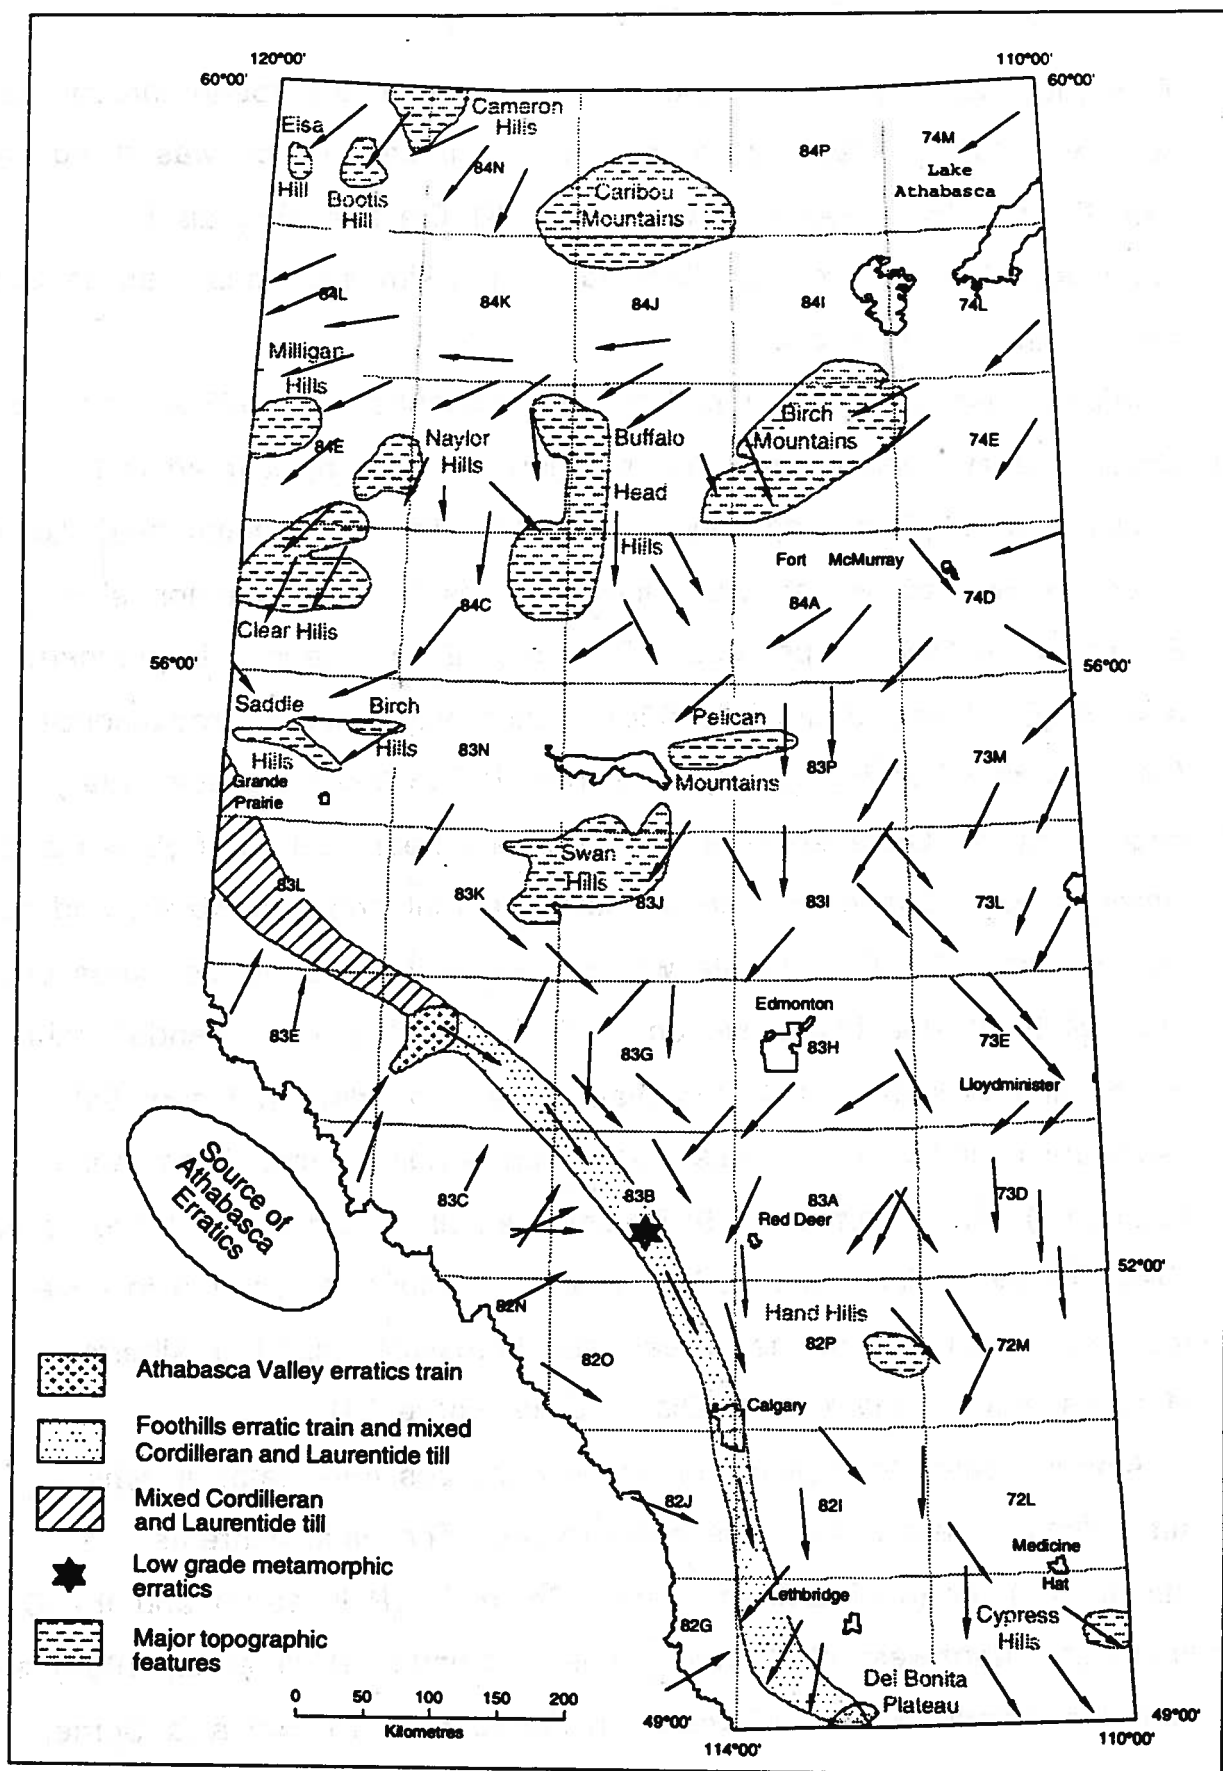 120°00'
110°00'
60°00'
60°00'
Cameron
Hills
Elsa
Hill
Bootis
Hill
84N
Caribou
Mountains
84P
74M
Lake
Athabasca
84L
84K
84J
84I
74L
Milligan
Hills
84E
Naylor
Hills
Buffalo
Head
Hills
Birch
Mountains
74E
Fort McMurray
Clear Hills
84C
84A
74D
56°00'
56°00'
Saddle
Hills
Birch
Hills
83N
Pelican
Mountains
83P
73M
Grande
Prairie
83L
83K
Swan
Hills
83J
83I
73L
83E
83G
Edmonton
83H
73E
Lloydminister
Source of
Athabasca
Erratics
83C
83B
83A
Red Deer
73D
52°00'
82N
Hand Hills
82O
82P
72M
Calgary
82J
82I
72L
Medicine
Hat
Lethbridge
82G
Cypress
Hills
Del Bonita
Plateau
49°00'
49°00'
114°00'
110°00'
Athabasca Valley erratics train
Foothills erratic train and mixed
Cordilleran and Laurentide till
Mixed Cordilleran
and Laurentide till
Low grade metamorphic
erratics
Major topographic
features
0 50 100 150 200
Kilometres